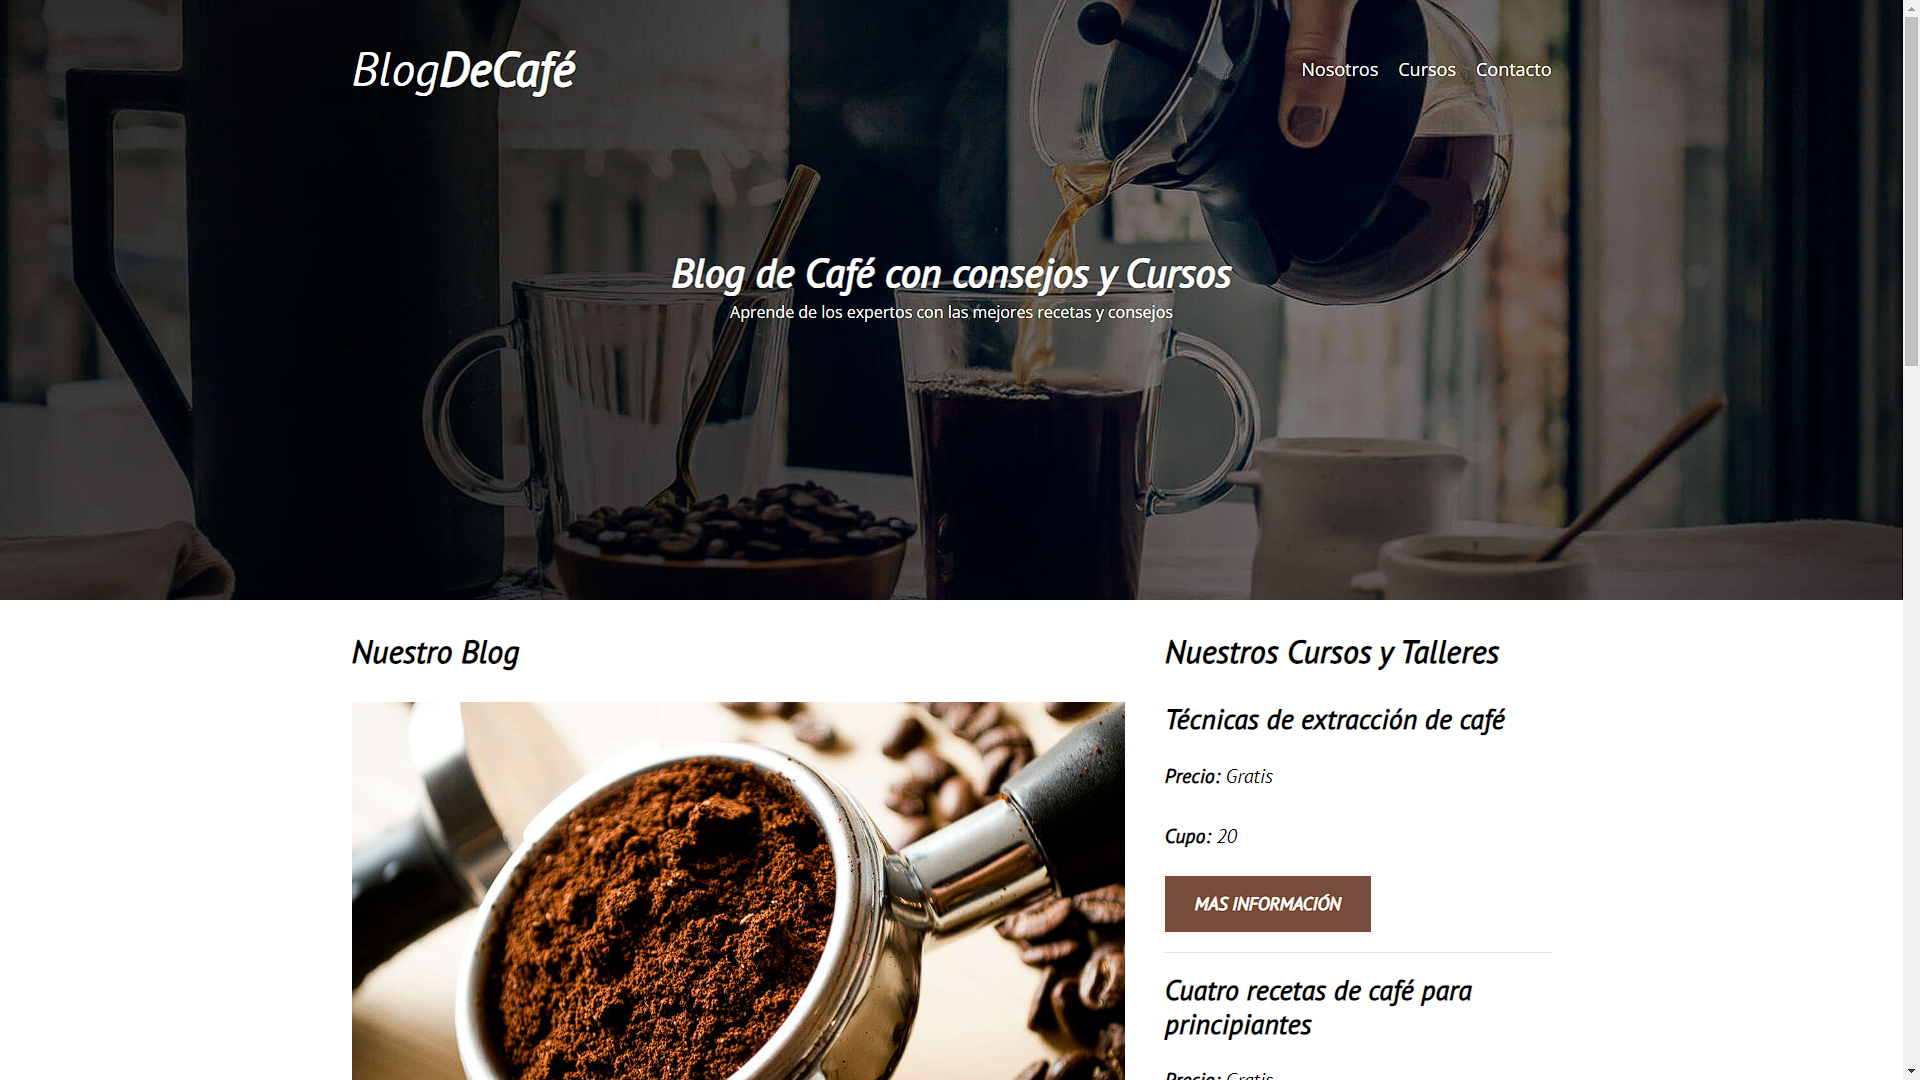 BlogDeCafé
Nosotros Cursos Contacto
Blog de Café con consejos y Cursos
Aprende de los expertos con las mejores recetas y consejos
Nuestro Blog
Nuestros Cursos y Talleres
Técnicas de extracción de café
Precio: Gratis
Cupo: 20
MAS INFORMACIÓN
Cuatro recetas de café para
principiantes
Precio: Gratis